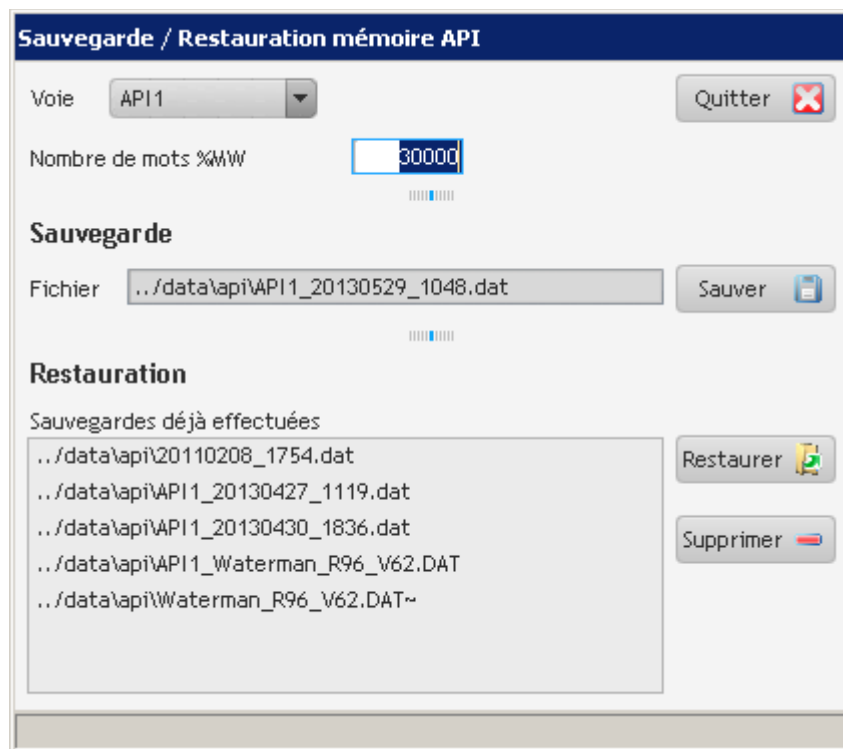 Sauvegarde / Restauration mémoire API
Voie API1 Quitter
Nombre de mots %MW 30000
Sauvegarde
Fichier ../data\api\API1_20130529_1048.dat Sauver
Restauration
Sauvegardes déjà effectuées
../data\api\20110208_1754.dat Restaurer
../data\api\API1_20130427_1119.dat
../data\api\API1_20130430_1836.dat Supprimer
../data\api\API1_Waterman_R96_V62.DAT
../data\api\Waterman_R96_V62.DAT~